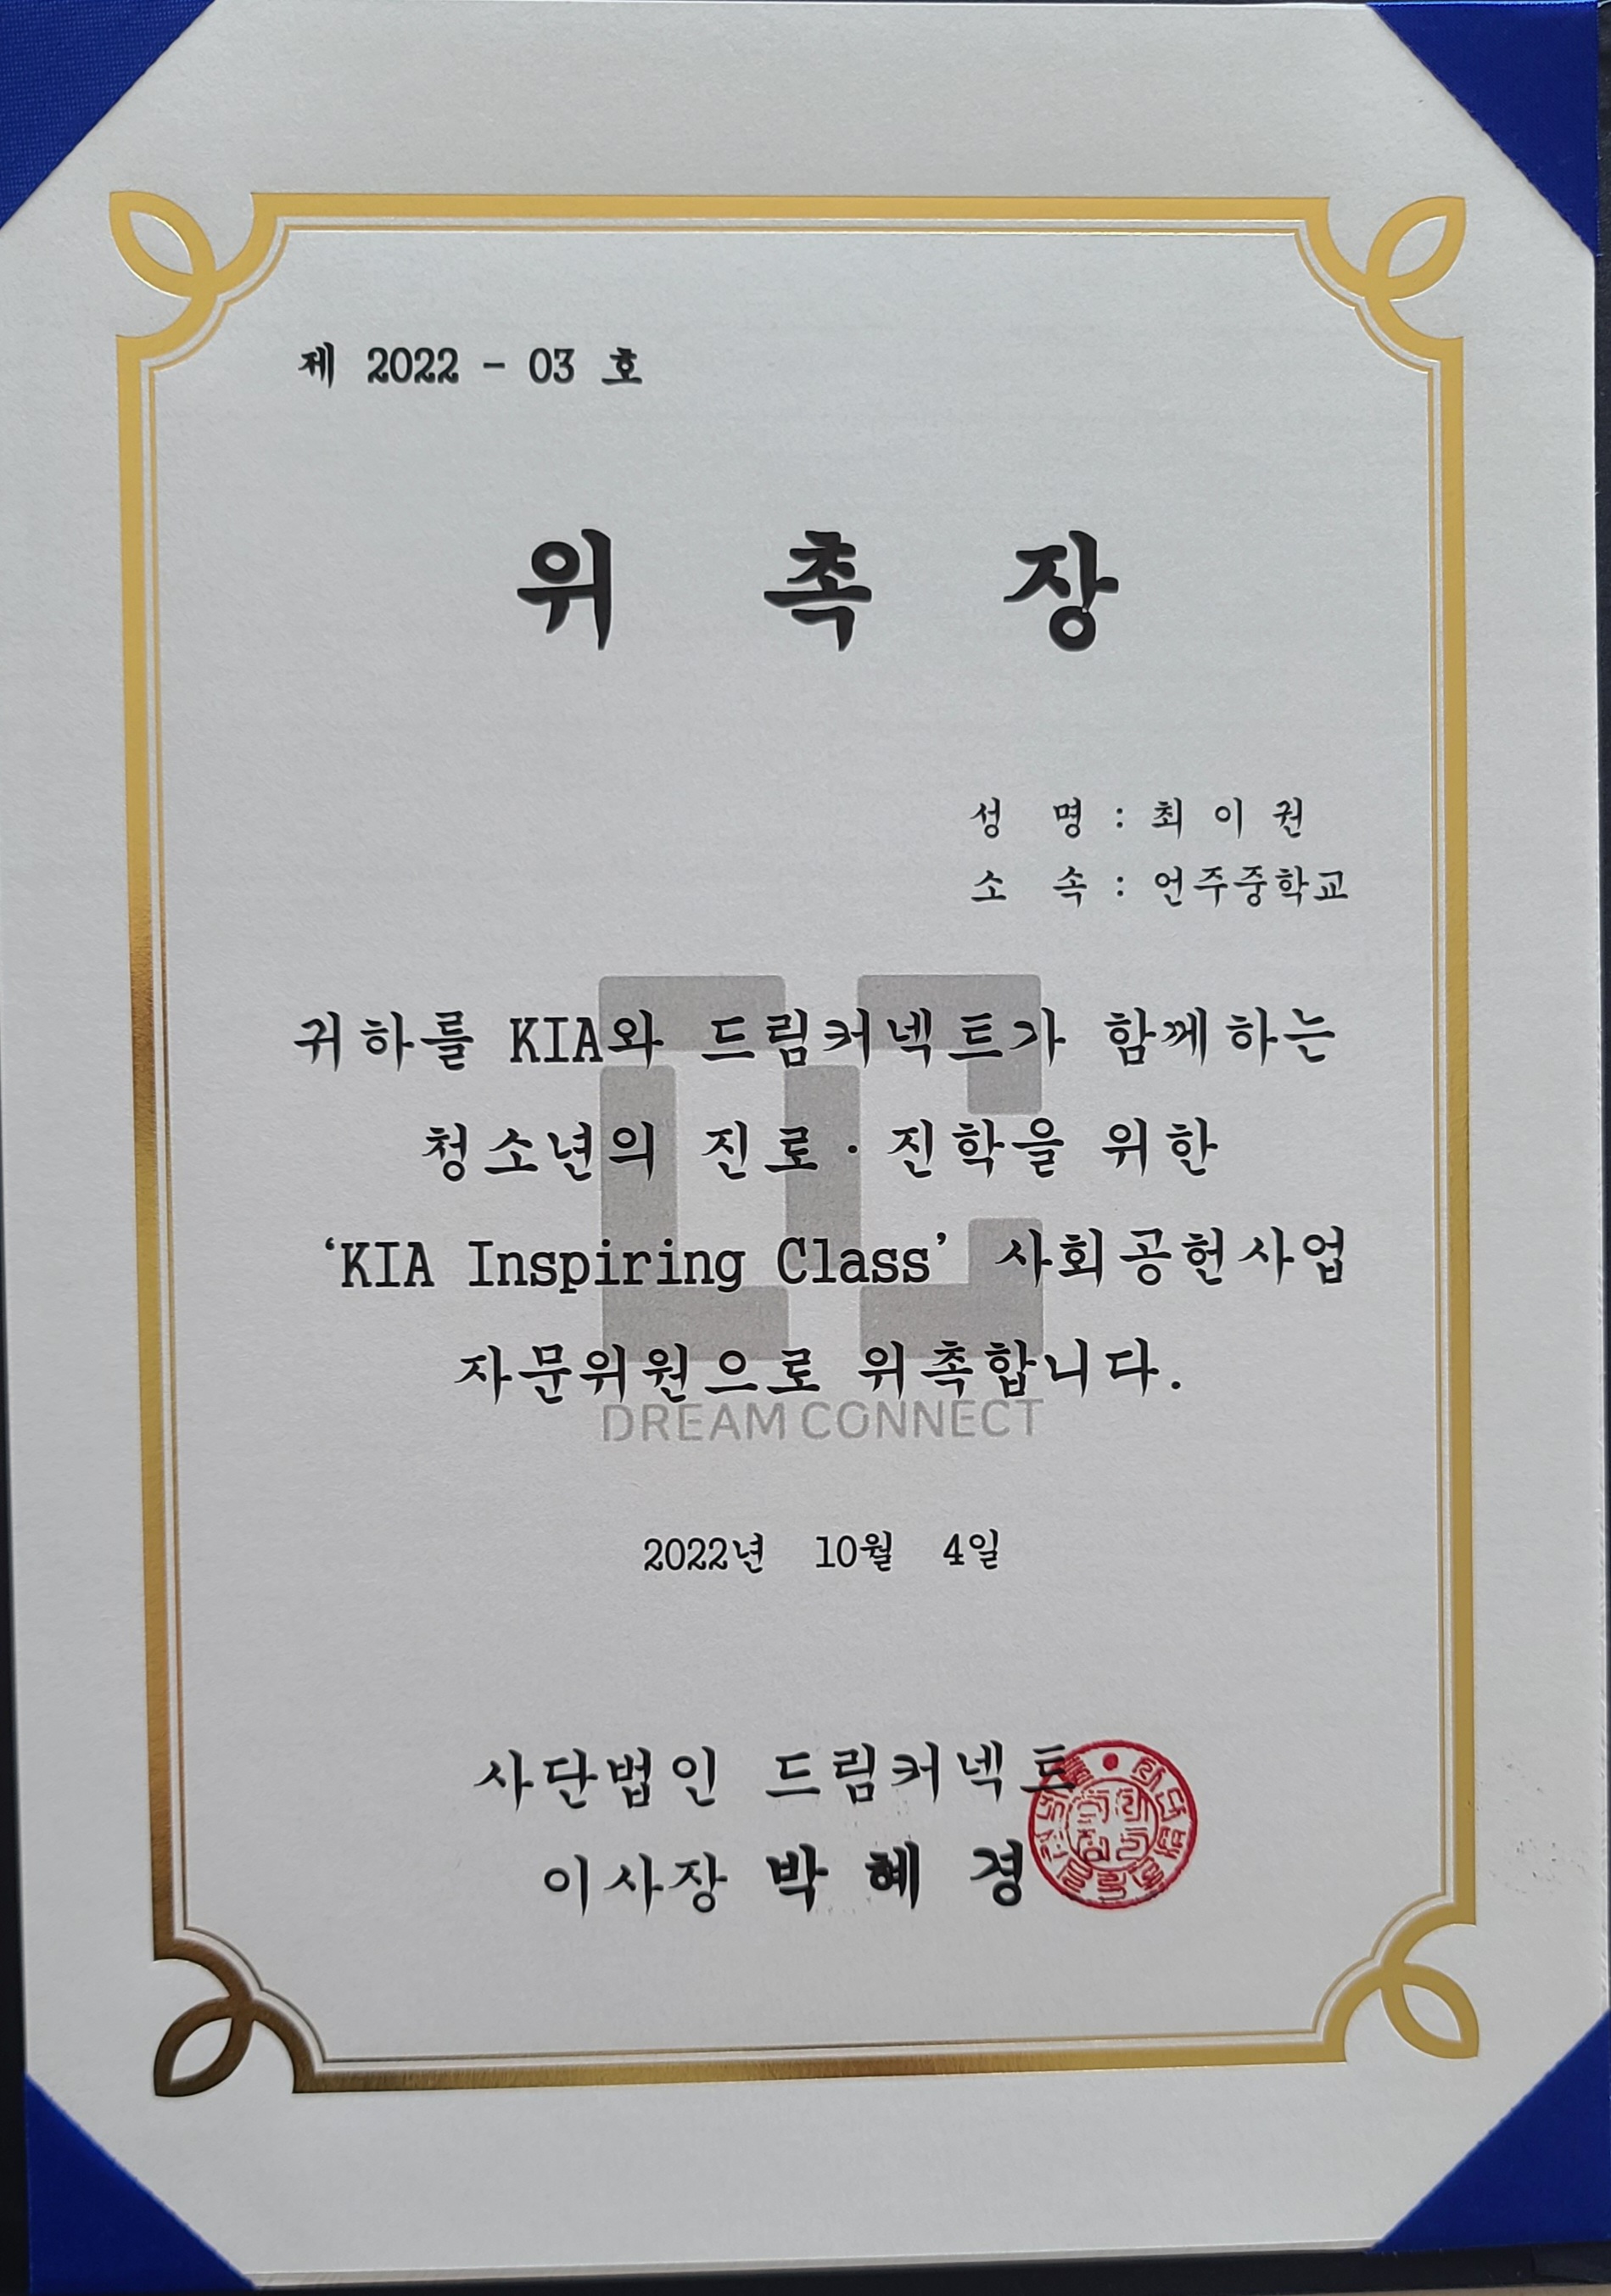 제 2022 - 03 호
위 촉 장
성 명 : 최 이 권
소 속 : 언주중학교
귀하를 KIA와 드림커넥트가 함께하는
청소년의 진로·진학을 위한
‘KIA Inspiring Class’ 사회공헌사업
자문위원으로 위촉합니다.
DREAM CONNECT
2022년 10월 4일
사단법인 드림커넥트
이사장 박 혜 경